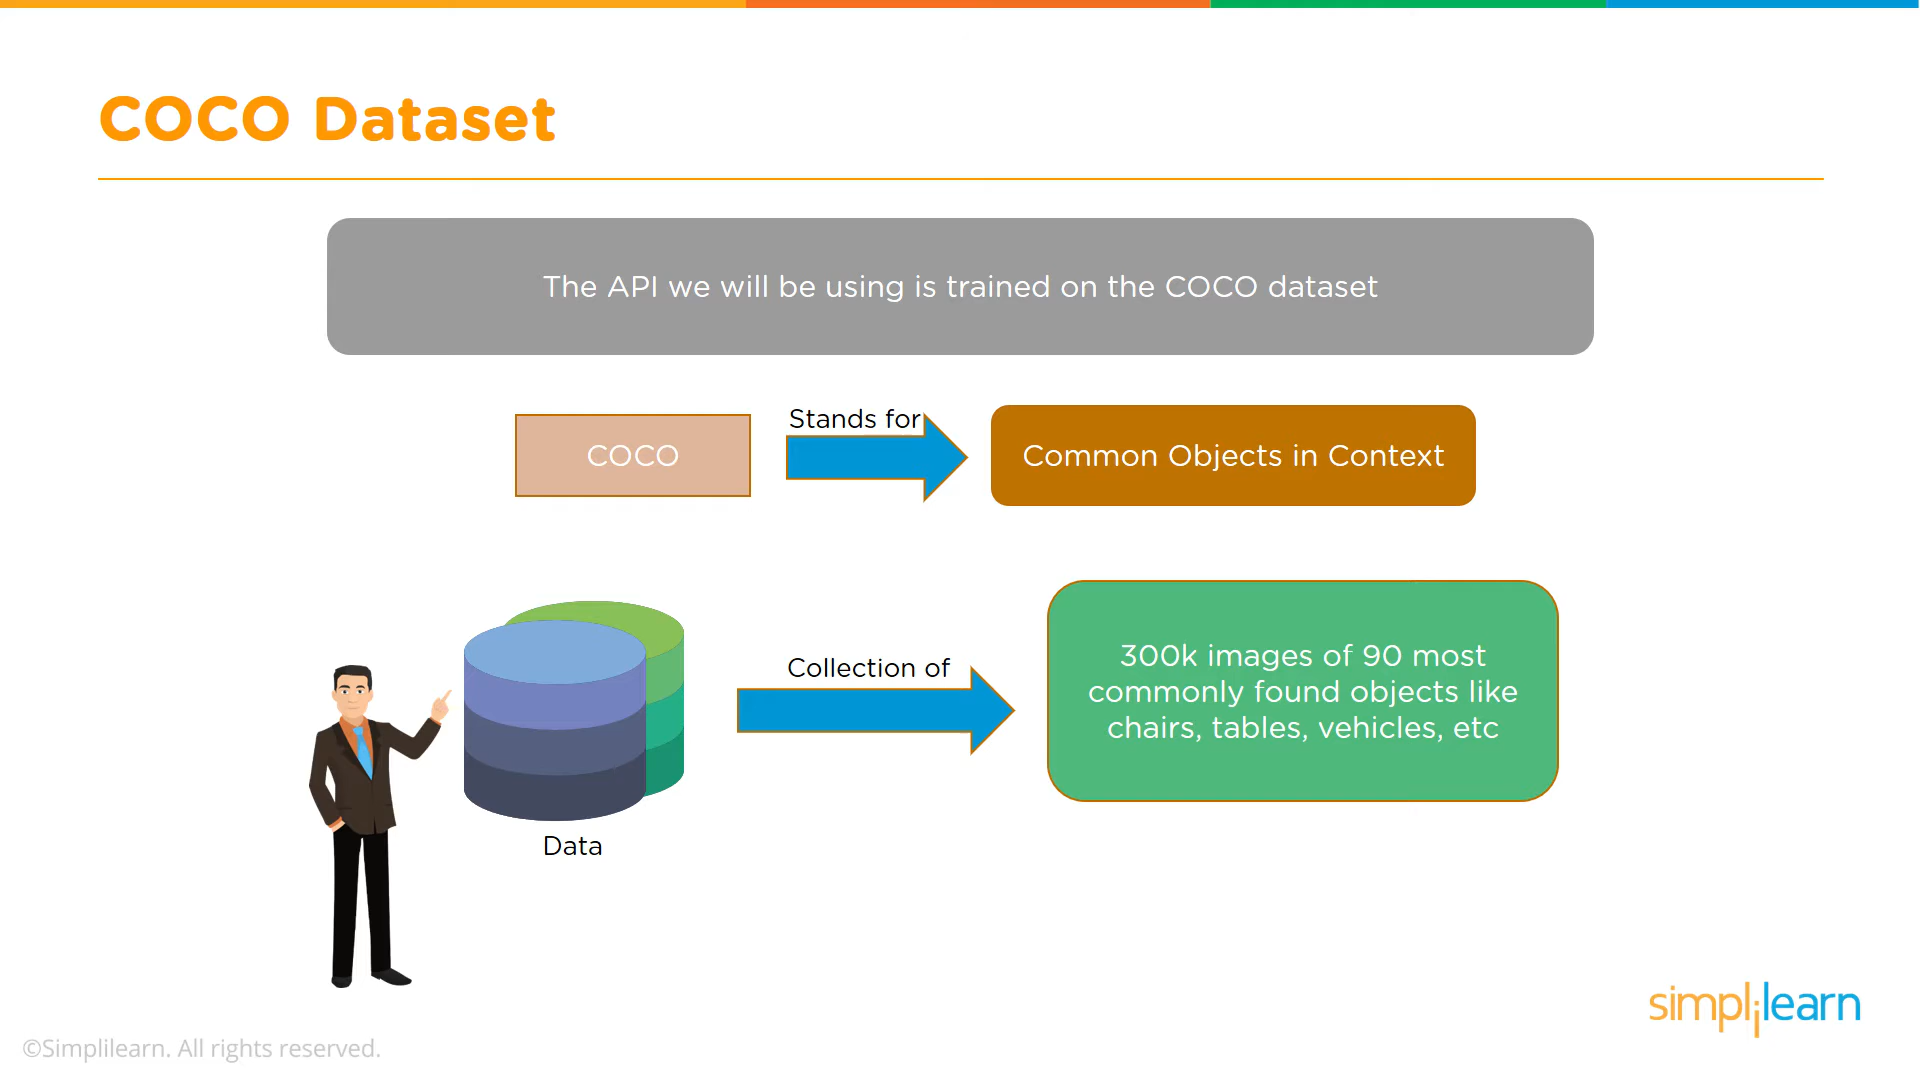 COCO Dataset
The API we will be using is trained on the COCO dataset
Stands for
COCO
Common Objects in Context
Collection of
300k images of 90 most
commonly found objects like
chairs, tables, vehicles, etc
Data
simplilearn
©Simplilearn. All rights reserved.